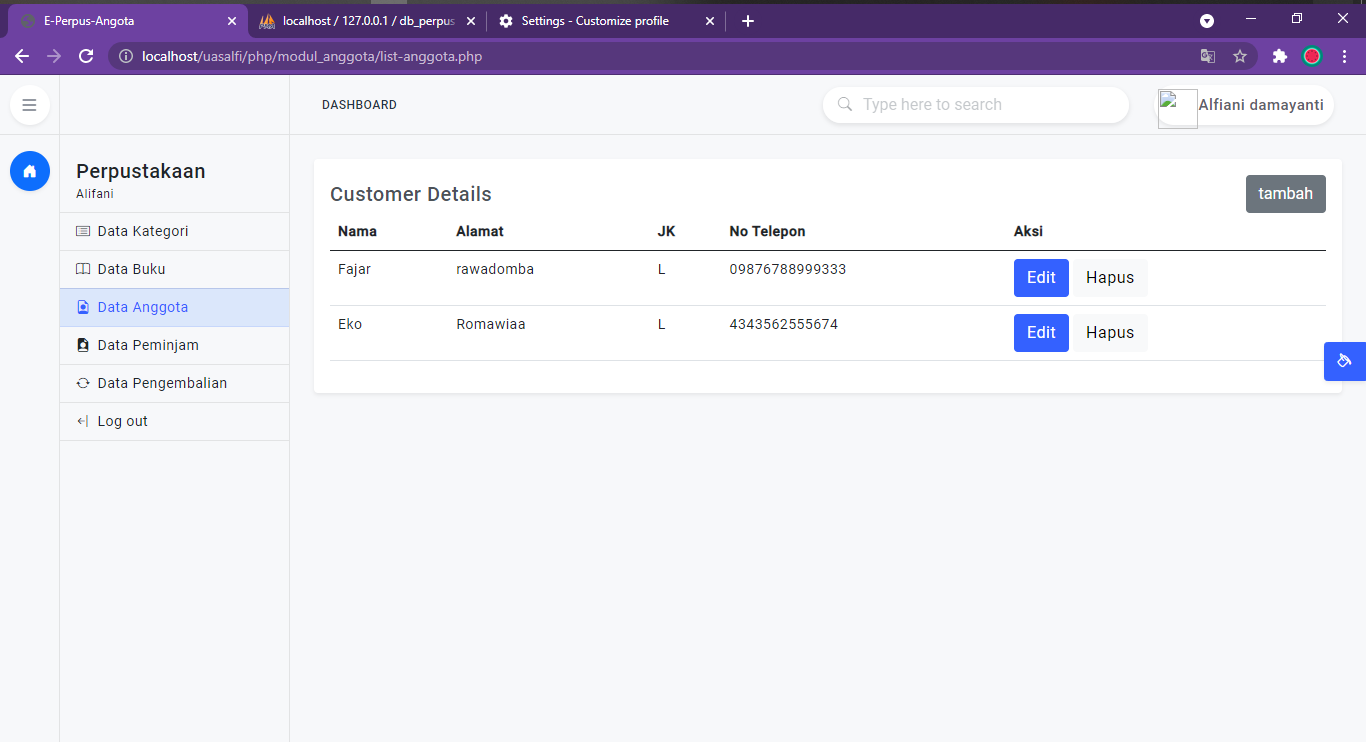 E-Perpus-Angota
localhost / 127.0.0.1 / db_perpus
Settings - Customize profile
localhost/uasalfi/php/modul_anggota/list-anggota.php
DASHBOARD
Type here to search
Alfiani damayanti
Perpustakaan
Alifani
Data Kategori
Data Buku
Data Anggota
Data Peminjam
Data Pengembalian
Log out
Customer Details
tambah
Nama Alamat JK No Telepon Aksi
Fajar rawadomba L 09876788999333 Edit Hapus
Eko Romawiaa L 4343562555674 Edit Hapus